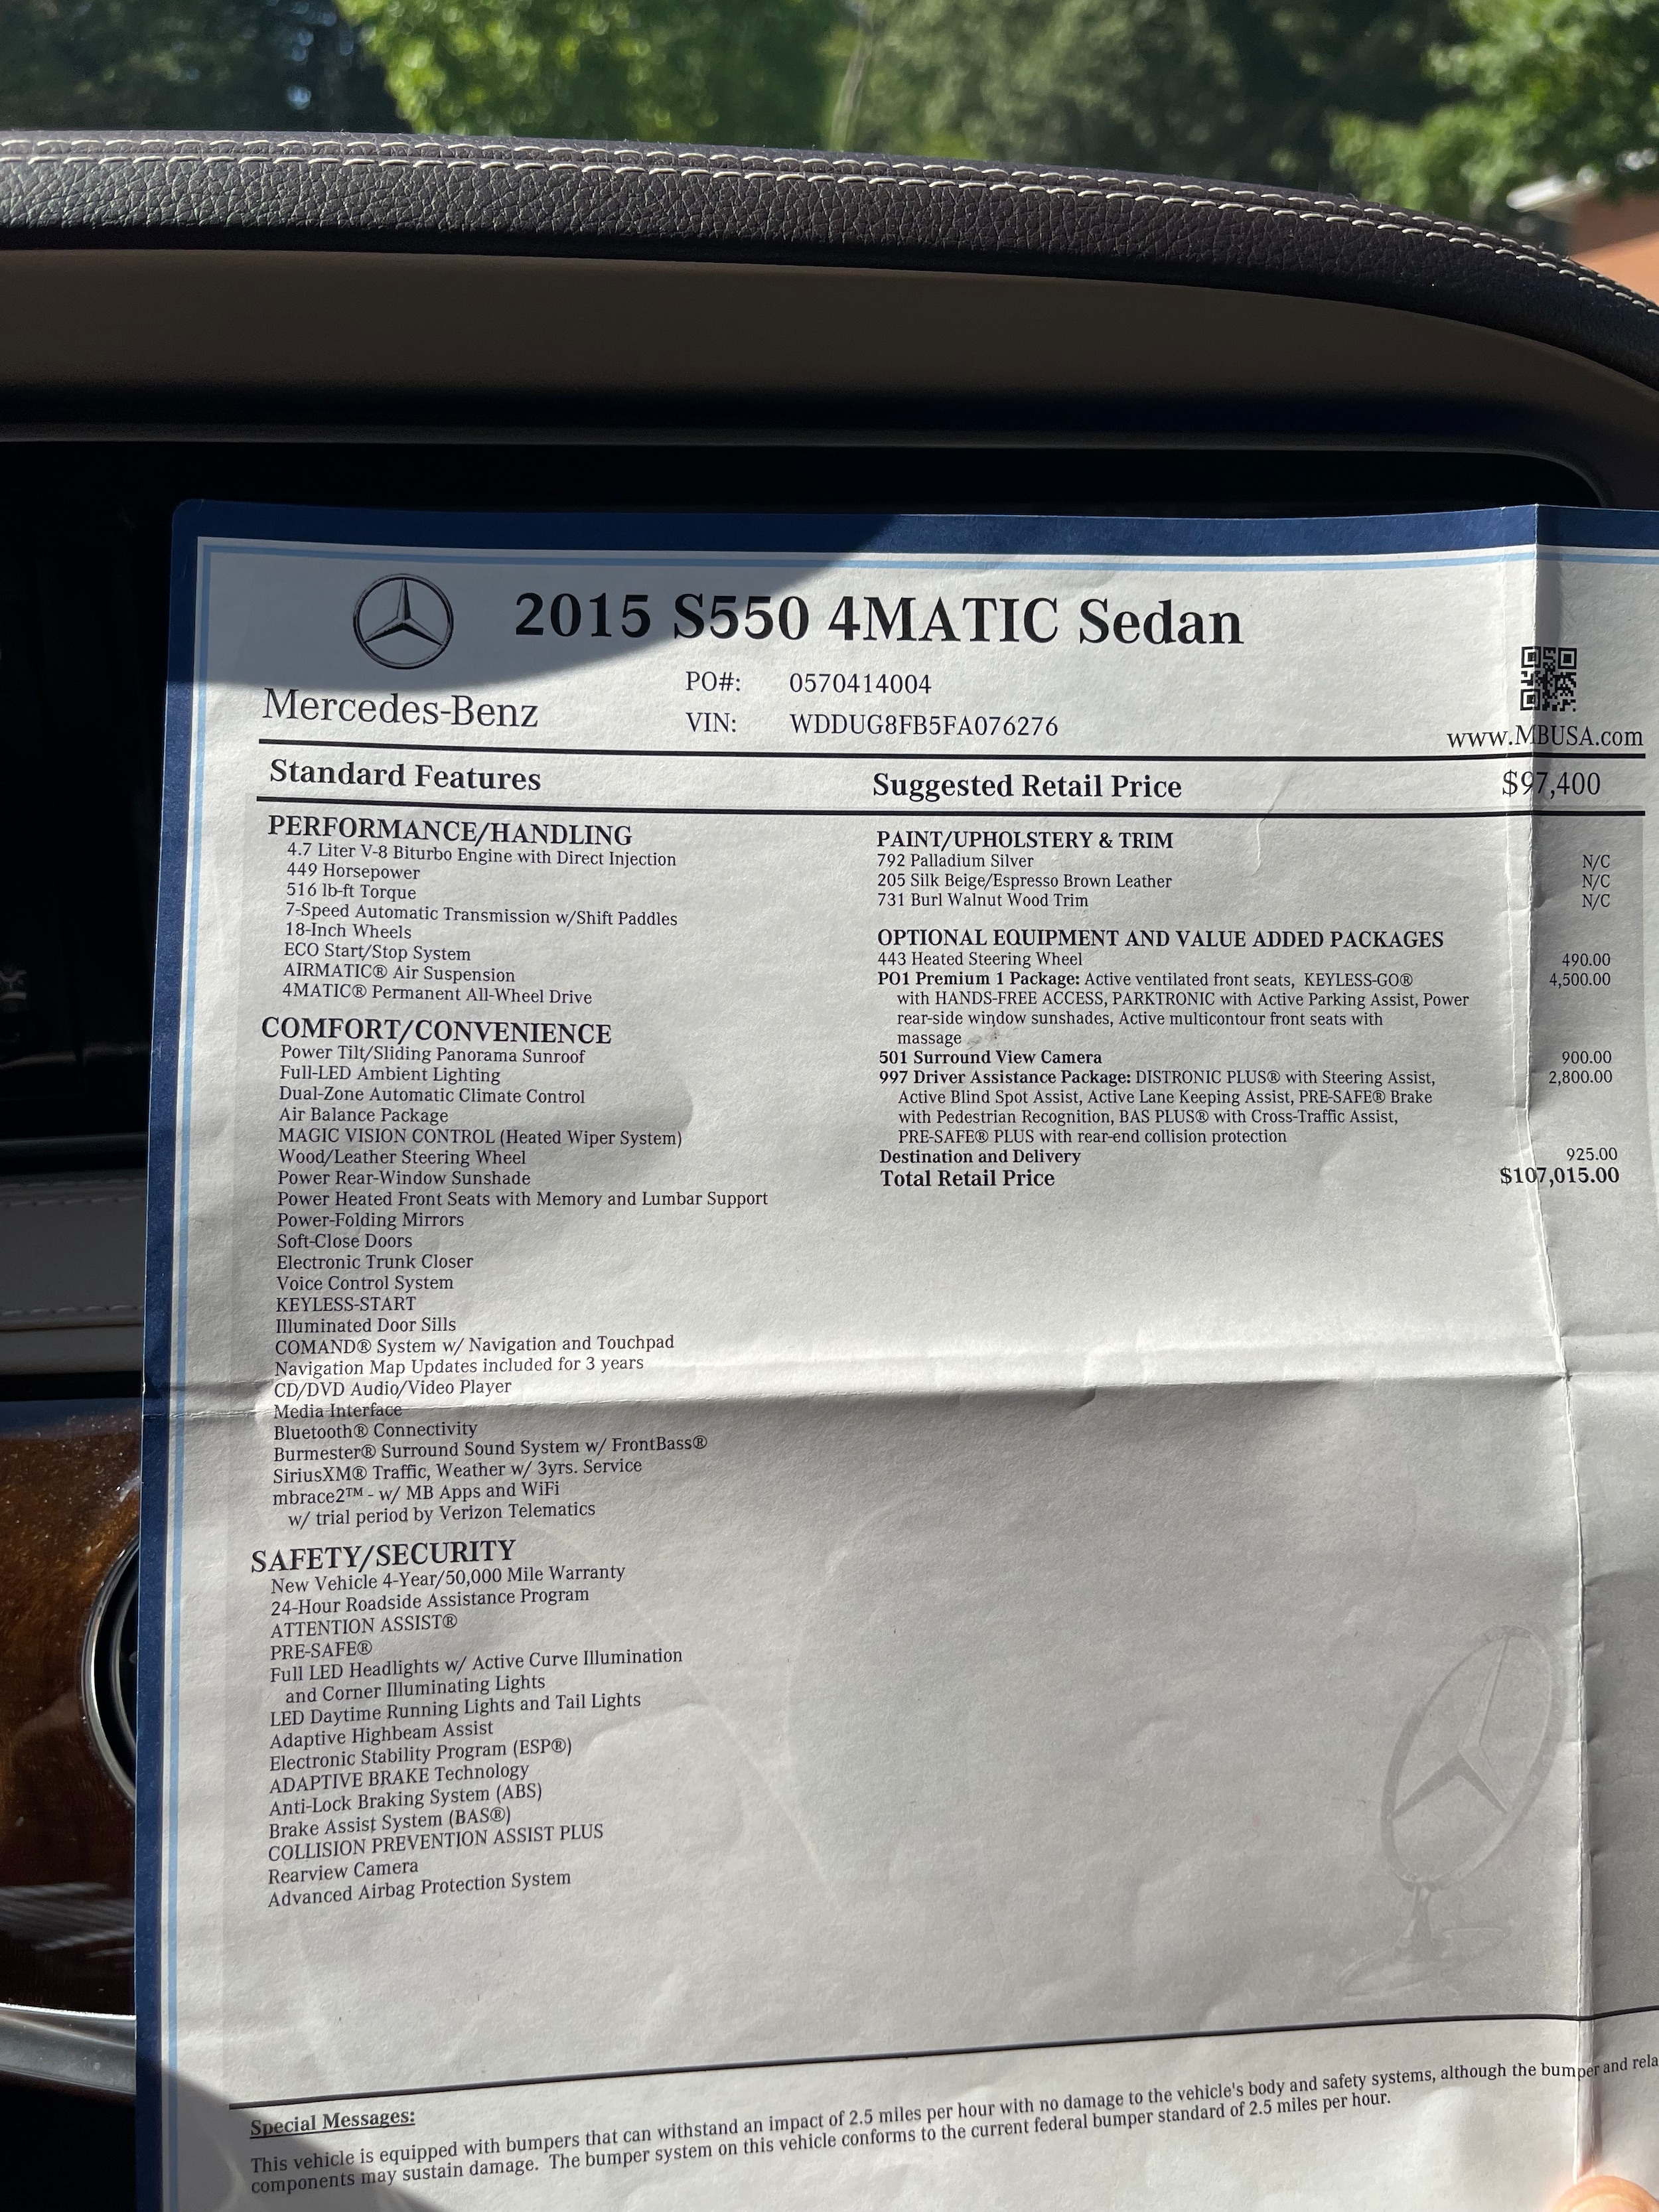 2015 S550 4MATIC Sedan
Mercedes-Benz
PO#: 0570414004
VIN: WDDUG8FB5FA076276
www.MBUSA.com
Standard Features
PERFORMANCE/HANDLING
4.7 Liter V-8 Biturbo Engine with Direct Injection
449 Horsepower
516 lb-ft Torque
7-Speed Automatic Transmission w/Shift Paddles
18-Inch Wheels
ECO Start/Stop System
AIRMATIC® Air Suspension
4MATIC® Permanent All-Wheel Drive
COMFORT/CONVENIENCE
Power Tilt/Sliding Panorama Sunroof
Full-LED Ambient Lighting
Dual-Zone Automatic Climate Control
Air Balance Package
MAGIC VISION CONTROL (Heated Wiper System)
Wood/Leather Steering Wheel
Power Rear-Window Sunshade
Power Heated Front Seats with Memory and Lumbar Support
Power-Folding Mirrors
Soft-Close Doors
Electronic Trunk Closer
Voice Control System
KEYLESS-START
Illuminated Door Sills
COMAND® System w/ Navigation and Touchpad
Navigation Map Updates included for 3 years
CD/DVD Audio/Video Player
Media Interface
Bluetooth® Connectivity
Burmester® Surround Sound System w/ FrontBass®
SiriusXM® Traffic, Weather w/ 3yrs. Service
mbrace2™ - w/ MB Apps and WiFi
w/ trial period by Verizon Telematics
SAFETY/SECURITY
New Vehicle 4-Year/50,000 Mile Warranty
24-Hour Roadside Assistance Program
ATTENTION ASSIST®
PRE-SAFE®
Full LED Headlights w/ Active Curve Illumination
and Corner Illuminating Lights
LED Daytime Running Lights and Tail Lights
Adaptive Highbeam Assist
Electronic Stability Program (ESP®)
ADAPTIVE BRAKE Technology
Anti-Lock Braking System (ABS)
Brake Assist System (BAS®)
COLLISION PREVENTION ASSIST PLUS
Rearview Camera
Advanced Airbag Protection System
Suggested Retail Price $97,400
PAINT/UPHOLSTERY & TRIM
792 Palladium Silver N/C
205 Silk Beige/Espresso Brown Leather N/C
731 Burl Walnut Wood Trim N/C
OPTIONAL EQUIPMENT AND VALUE ADDED PACKAGES
443 Heated Steering Wheel 490.00
PO1 Premium 1 Package: Active ventilated front seats, KEYLESS-GO® 4,500.00
with HANDS-FREE ACCESS, PARKTRONIC with Active Parking Assist, Power
rear-side window sunshades, Active multicontour front seats with
massage
501 Surround View Camera 900.00
997 Driver Assistance Package: DISTRONIC PLUS® with Steering Assist, 2,800.00
Active Blind Spot Assist, Active Lane Keeping Assist, PRE-SAFE® Brake
with Pedestrian Recognition, BAS PLUS® with Cross-Traffic Assist,
PRE-SAFE® PLUS with rear-end collision protection
Destination and Delivery 925.00
Total Retail Price $107,015.00
Special Messages:
This vehicle is equipped with bumpers that can withstand an impact of 2.5 miles per hour with no damage to the vehicle's body and safety systems, although the bumper and rela
components may sustain damage. The bumper system on this vehicle conforms to the current federal bumper standard of 2.5 miles per hour.